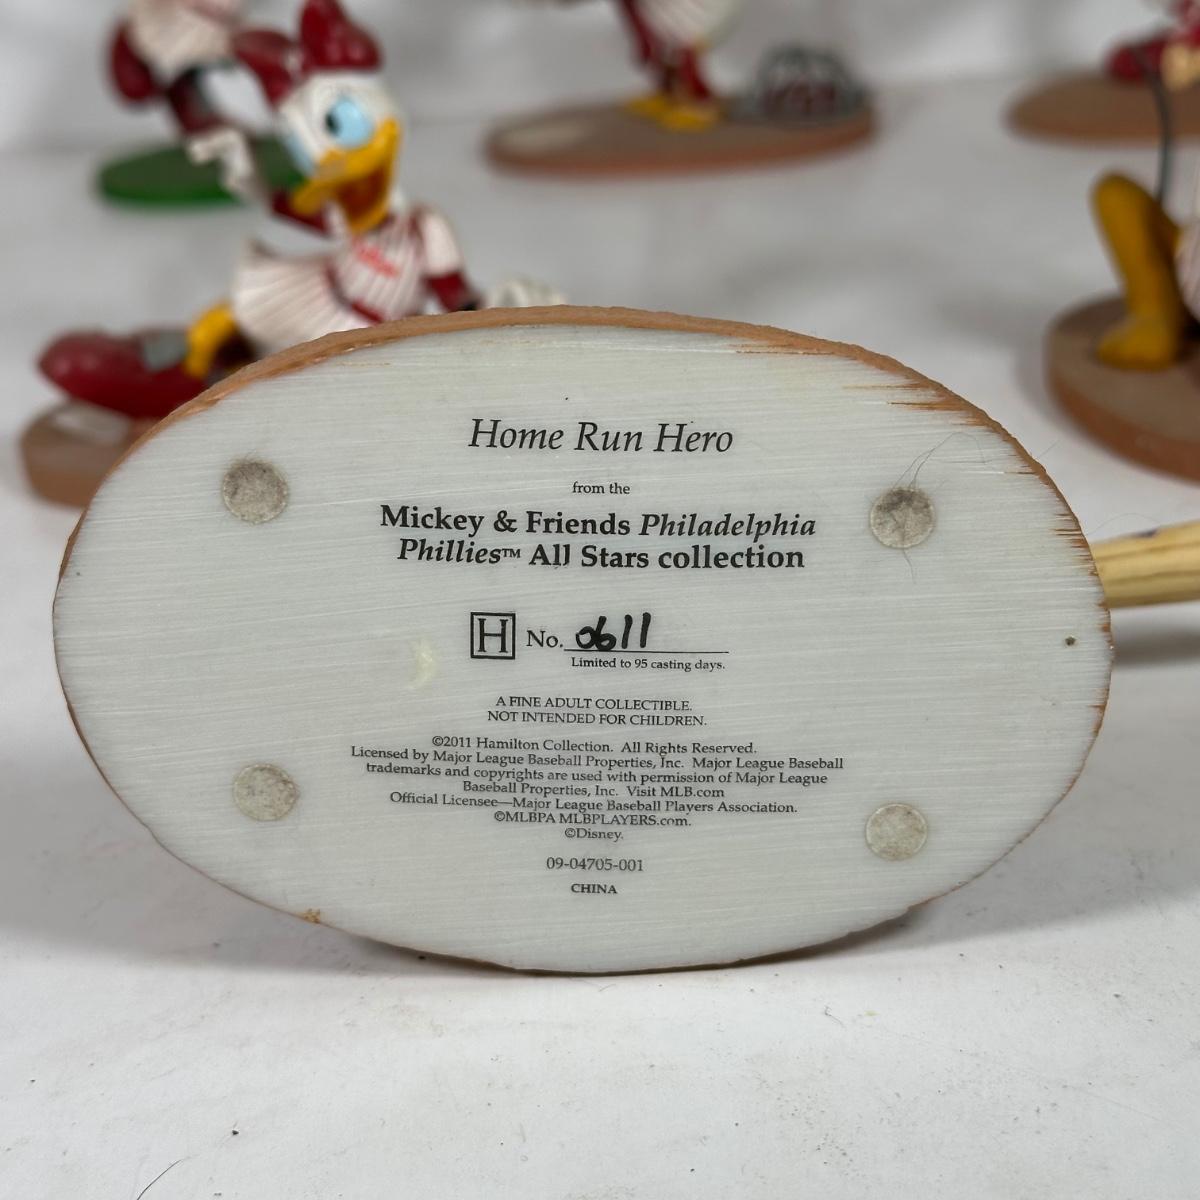 Home Run Hero
from the
Mickey & Friends Philadelphia
Phillies™ All Stars collection
H No. 0611
Limited to 95 casting days.
A FINE ADULT COLLECTIBLE.
NOT INTENDED FOR CHILDREN.
©2011 Hamilton Collection. All Rights Reserved.
Licensed by Major League Baseball Properties, Inc. Major League Baseball
trademarks and copyrights are used with permission of Major League
Baseball Properties, Inc. Visit MLB.com
Official Licensee—Major League Baseball Players Association.
©MLBPA MLBPLAYERS.com.
©Disney.
09-04705-001
CHINA